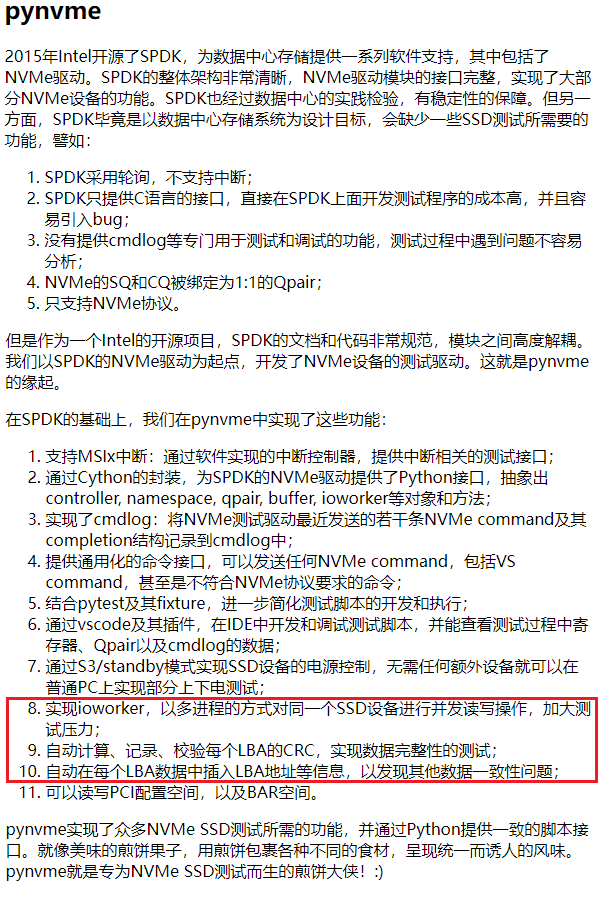 pynvme
2015年Intel开源了SPDK，为数据中心存储提供一系列软件支持，其中包括了
NVMe驱动。SPDK的整体架构非常清晰，NVMe驱动模块的接口完整，实现了大部
分NVMe设备的功能。SPDK也经过数据中心的实践检验，有稳定性的保障。但另一
方面，SPDK毕竟是以数据中心存储系统为设计目标，会缺少一些SSD测试所需要的
功能，譬如：
1. SPDK采用轮询，不支持中断；
2. SPDK只提供C语言的接口，直接在SPDK上面开发测试程序的成本高，并且容
易引入bug；
3. 没有提供cmdlog等专门用于测试和调试的功能，测试过程中遇到问题不容易
分析；
4. NVMe的SQ和CQ被绑定为1:1的Qpair；
5. 只支持NVMe协议。
但是作为一个Intel的开源项目，SPDK的文档和代码非常规范，模块之间高度解耦。
我们以SPDK的NVMe驱动为起点，开发了NVMe设备的测试驱动。这就是pynvme
的缘起。
在SPDK的基础上，我们在pynvme中实现了这些功能：
1. 支持MSIx中断：通过软件实现的中断控制器，提供中断相关的测试接口；
2. 通过Cython的封装，为SPDK的NVMe驱动提供了Python接口，抽象出
controller, namespace, qpair, buffer, ioworker等对象和方法；
3. 实现了cmdlog：将NVMe测试驱动最近发送的若干条NVMe command及其
completion结构记录到cmdlog中；
4. 提供通用化的命令接口，可以发送任何NVMe command，包括VS
command，甚至是不符合NVMe协议要求的命令；
5. 结合pytest及其fixture，进一步简化测试脚本的开发和执行；
6. 通过vscode及其插件，在IDE中开发和调试测试脚本，并能查看测试过程中寄
存器、Qpair以及cmdlog的数据；
7. 通过S3/standby模式实现SSD设备的电源控制，无需任何额外设备就可以在
普通PC上实现部分上下电测试；
8. 实现ioworker，以多进程的方式对同一个SSD设备进行并发读写操作，加大测
试压力；
9. 自动计算、记录、校验每个LBA的CRC，实现数据完整性的测试；
10. 自动在每个LBA数据中插入LBA地址等信息，以发现其他数据一致性问题；
11. 可以读写PCI配置空间，以及BAR空间。
pynvme实现了众多NVMe SSD测试所需的功能，并通过Python提供一致的脚本接
口。就像美味的煎饼果子，用煎饼包裹各种不同的食材，呈现统一而诱人的风味。
pynvme就是专为NVMe SSD测试而生的煎饼大侠！:)